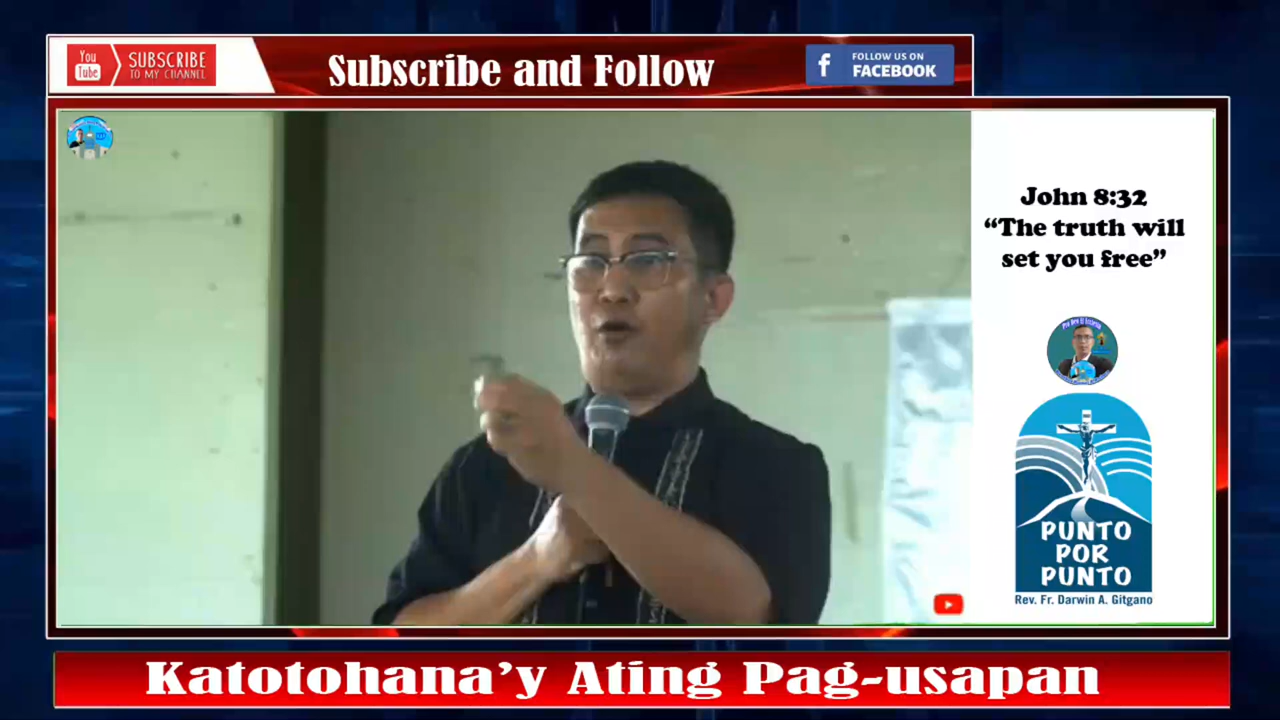 You
Tube
SUBSCRIBE
TO MY CHANNEL
Subscribe and Follow
f
FOLLOW US ON
FACEBOOK
John 8:32
“The truth will
set you free”
PUNTO
POR
PUNTO
Rev. Fr. Darwin A. Gitgano
Katotohana’y Ating Pag-usapan